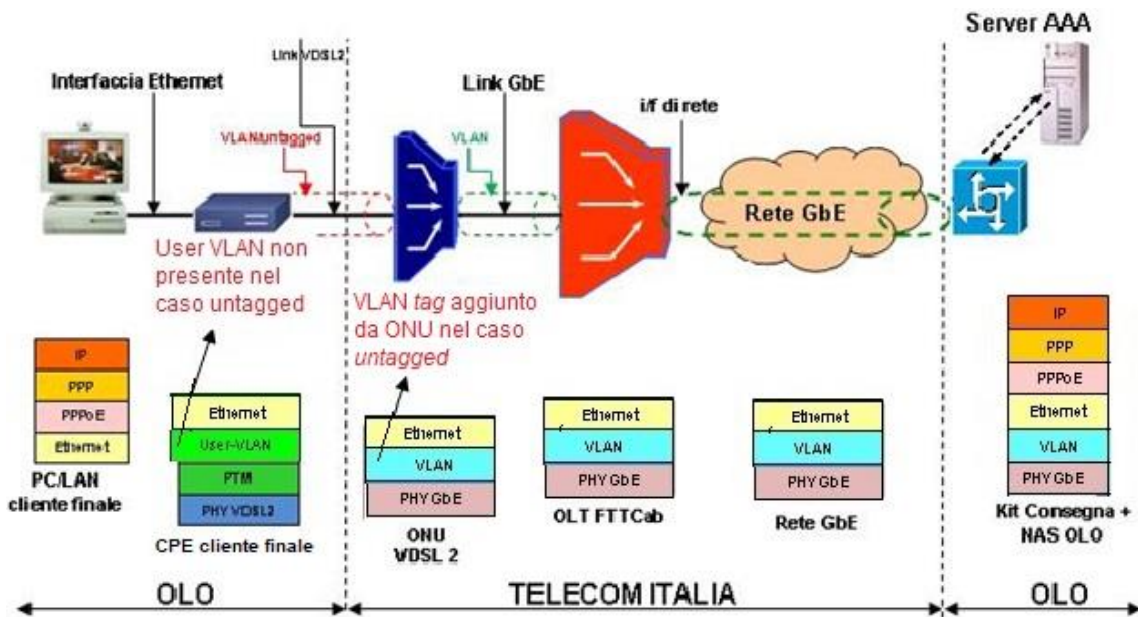 Server AAA
Link VDSL2
Interfaccia Ethernet
Link GbE
i/f di rete
VLAN/untagged
VLAN
Rete GbE
User VLAN non
presente nel
caso untagged
VLAN tag aggiunto
da ONU nel caso
untagged
IP
PPP
PPPoE
Ethernet
PC/LAN
cliente finale
Ethernet
User-VLAN
PTM
PHY VDSL2
CPE cliente finale
Ethernet
VLAN
PHY GbE
ONU
VDSL 2
Ethernet
VLAN
PHY GbE
OLT FTTCab
Ethernet
VLAN
PHY GbE
Rete GbE
IP
PPP
PPPoE
Ethernet
VLAN
PHY GbE
Kit Consegna +
NAS OLO
OLO
TELECOM ITALIA
OLO